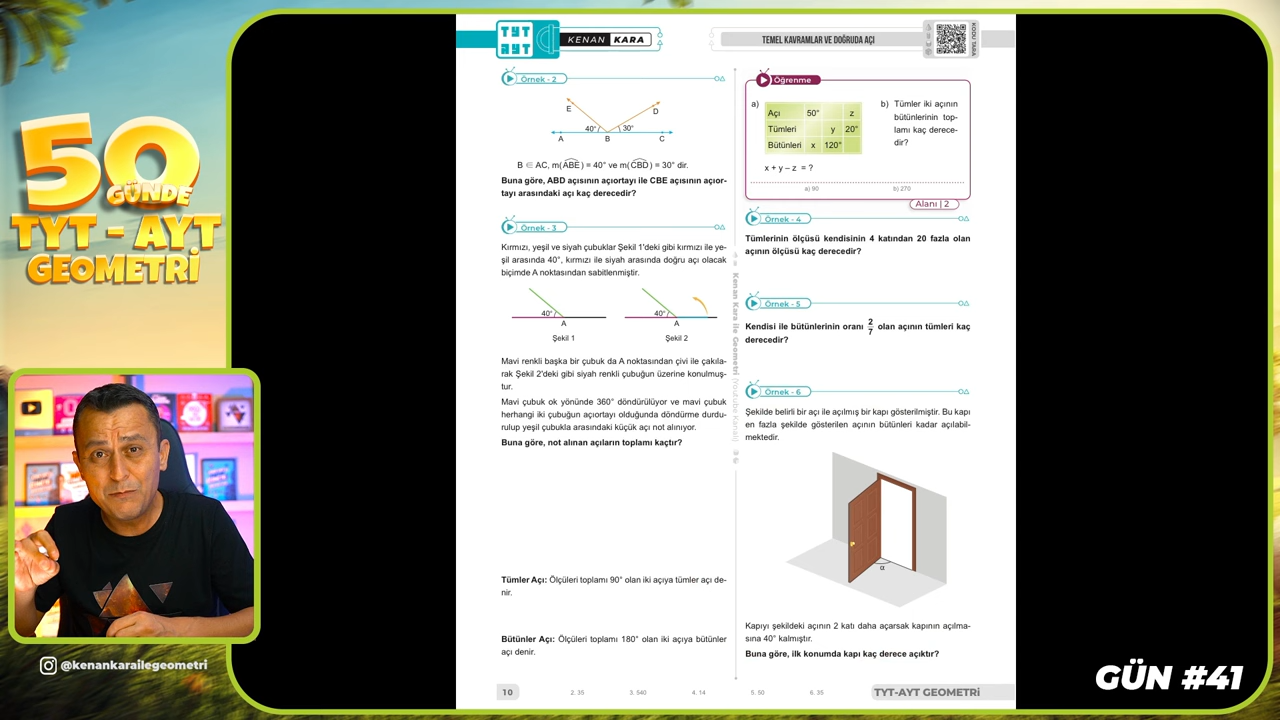 TYT
AYT
KENAN KARA
TEMEL KAVRAMLAR VE DOĞRUDA AÇI
KODU TARA
50
GÜNDE
TYT-AYT
GEOMETRİ
Örnek - 2
E
D
40°
30°
A
B
C
B ∈ AC, m(ABE) = 40° ve m(CBD) = 30° dir.
Buna göre, ABD açısının açıortayı ile CBE açısının açıor-
tayı arasındaki açı kaç derecedir?
Örnek - 3
Kırmızı, yeşil ve siyah çubuklar Şekil 1'deki gibi kırmızı ile ye-
şil arasında 40°, kırmızı ile siyah arasında doğru açı olacak
biçimde A noktasından sabitlenmiştir.
40°
A
Şekil 1
40°
A
Şekil 2
Mavi renkli başka bir çubuk da A noktasından çivi ile çakıla-
rak Şekil 2'deki gibi siyah renkli çubuğun üzerine konulmuş-
tur.
Mavi çubuk ok yönünde 360° döndürülüyor ve mavi çubuk
herhangi iki çubuğun açıortayı olduğunda döndürme durdu-
rulup yeşil çubukla arasındaki küçük açı not alınıyor.
Buna göre, not alınan açıların toplamı kaçtır?
Tümler Açı: Ölçüleri toplamı 90° olan iki açıya tümler açı de-
nir.
Bütünler Açı: Ölçüleri toplamı 180° olan iki açıya bütünler
açı denir.
Kenan Kara ile Geometri (Youtube Kanalı)
Öğrenme
a)
Açı 50° z
Tümleri y 20°
Bütünleri x 120°
x + y – z = ?
b) Tümler iki açının
bütünlerinin top-
lamı kaç derece-
dir?
a) 90
b) 270
Alanı | 2
Örnek - 4
Tümlerinin ölçüsü kendisinin 4 katından 20 fazla olan
açının ölçüsü kaç derecedir?
Örnek - 5
Kendisi ile bütünlerinin oranı 2/7 olan açının tümleri kaç
derecedir?
Örnek - 6
Şekilde belirli bir açı ile açılmış bir kapı gösterilmiştir. Bu kapı
en fazla şekilde gösterilen açının bütünleri kadar açılabil-
mektedir.
α
Kapıyı şekildeki açının 2 katı daha açarsak kapının açılma-
sına 40° kalmıştır.
Buna göre, ilk konumda kapı kaç derece açıktır?
10
2. 35
3. 540
4. 14
5. 50
6. 35
TYT-AYT GEOMETRİ
@kenankarailegeometri
GÜN #41